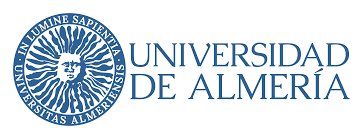 · IN LUMINE SAPIENTIA ·
UNIVERSITAS ALMERIENSIS
UNIVERSIDAD
DE ALMERÍA